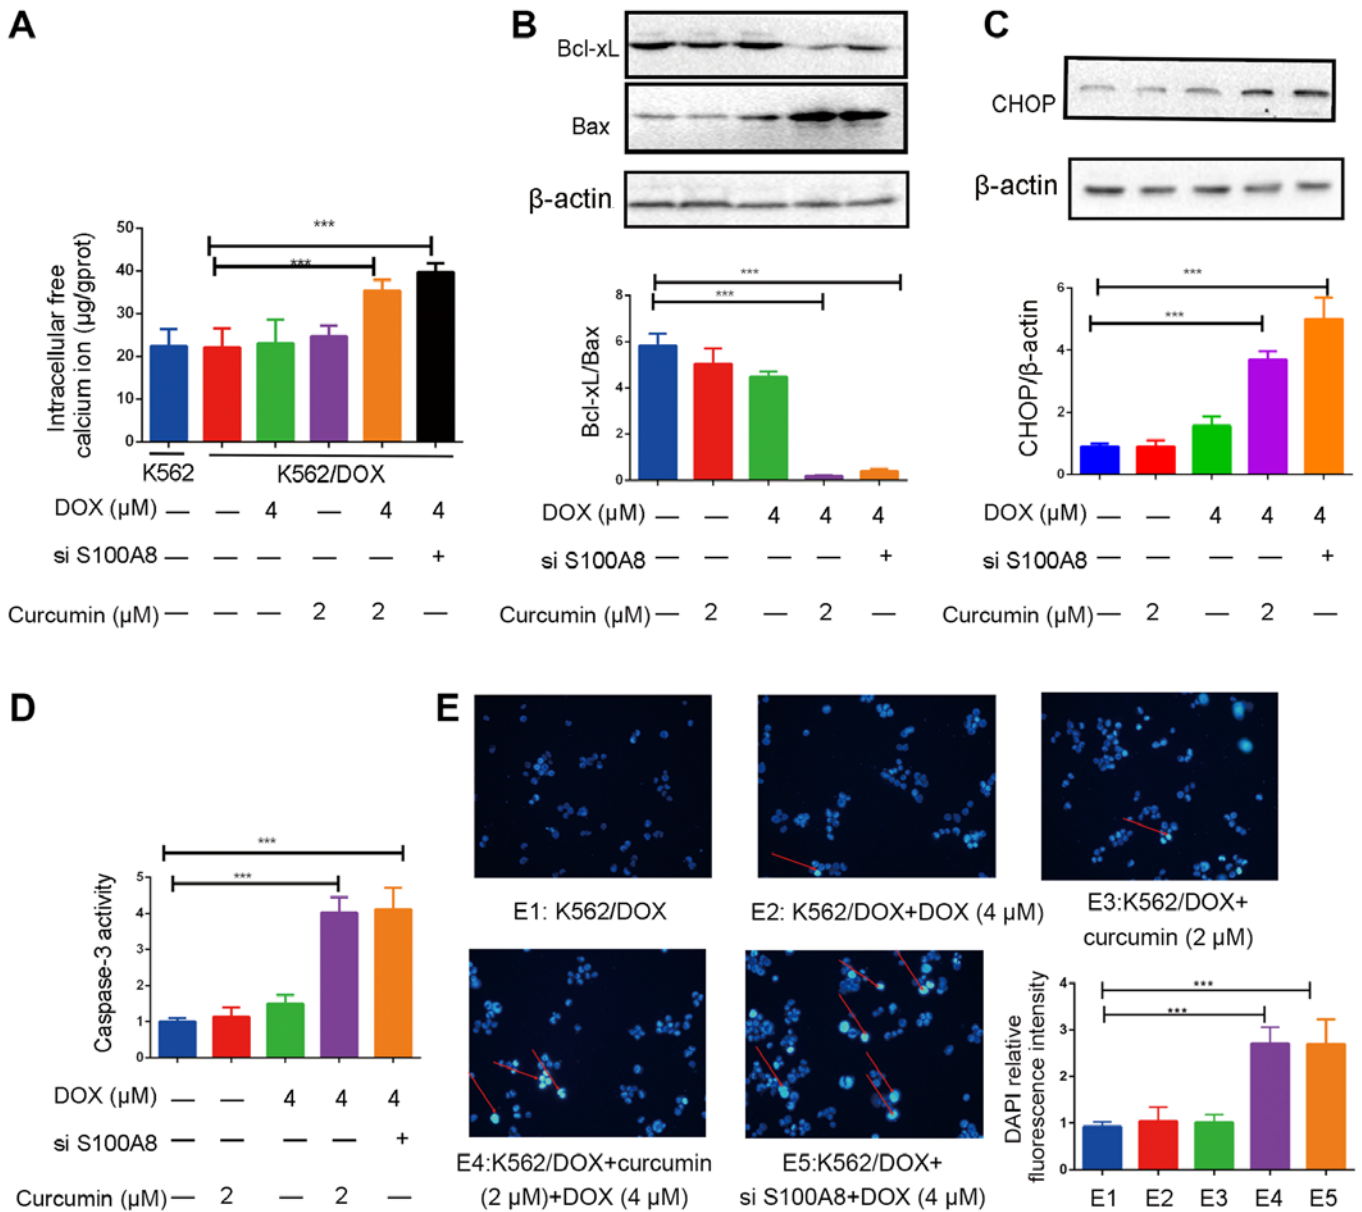 A
Intracellular free
calcium ion (μg/gprot)
50
40
30
20
10
0
***
***
K562
K562/DOX
DOX (μM) — — 4 — 4 4
si S100A8 — — — — — +
Curcumin (μM) — — — 2 2 —
B
Bcl-xL
Bax
β-actin
Bcl-xL/Bax
8
6
4
2
0
***
***
DOX (μM) — — 4 4 4
si S100A8 — — — — +
Curcumin (μM) — 2 — 2 —
C
CHOP
β-actin
CHOP/β-actin
6
4
2
0
***
***
DOX (μM) — — 4 4 4
si S100A8 — — — — +
Curcumin (μM) — 2 — 2 —
D
Caspase-3 activity
5
4
3
2
1
0
***
***
DOX (μM) — — 4 4 4
si S100A8 — — — — +
Curcumin (μM) — 2 — 2 —
E
E1: K562/DOX
E2: K562/DOX+DOX (4 μM)
E3:K562/DOX+
curcumin (2 μM)
E4:K562/DOX+curcumin
(2 μM)+DOX (4 μM)
E5:K562/DOX+
si S100A8+DOX (4 μM)
DAPI relative
fluorescence intensity
4
3
2
1
0
***
***
E1 E2 E3 E4 E5